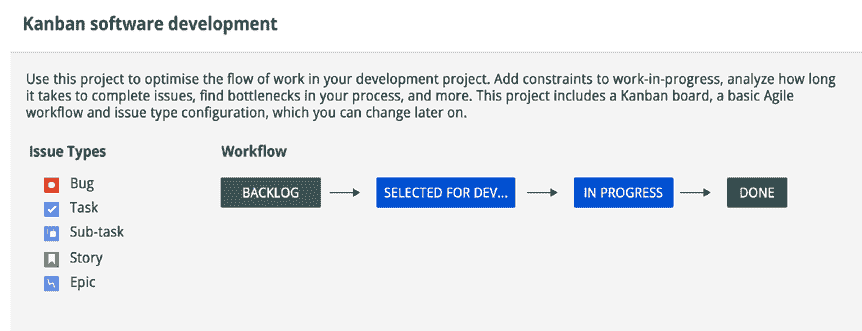 Kanban software development
Use this project to optimise the flow of work in your development project. Add constraints to work-in-progress, analyze how long
it takes to complete issues, find bottlenecks in your process, and more. This project includes a Kanban board, a basic Agile
workflow and issue type configuration, which you can change later on.
Issue Types
Workflow
Bug
Task
Sub-task
Story
Epic
BACKLOG
SELECTED FOR DEV...
IN PROGRESS
DONE